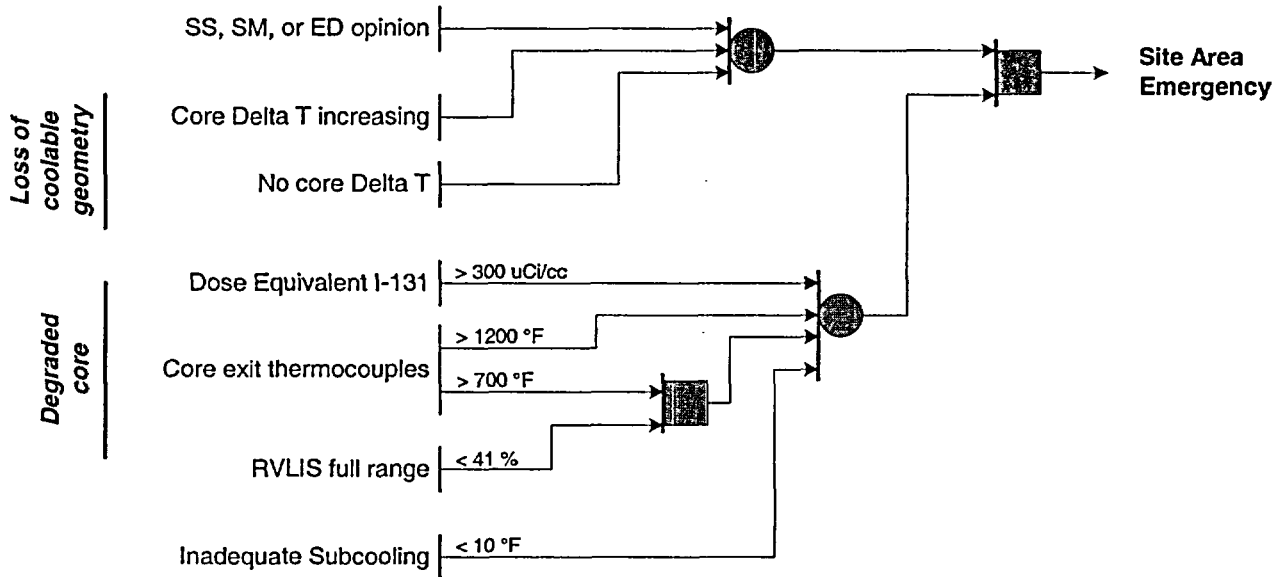 SS, SM, or ED opinion
Site Area
Emergency
Loss of
coolable
geometry
Core Delta T increasing
No core Delta T
Degraded
core
Dose Equivalent I-131
> 300 uCi/cc
Core exit thermocouples
> 1200 °F
> 700 °F
RVLIS full range
< 41 %
Inadequate Subcooling
< 10 °F